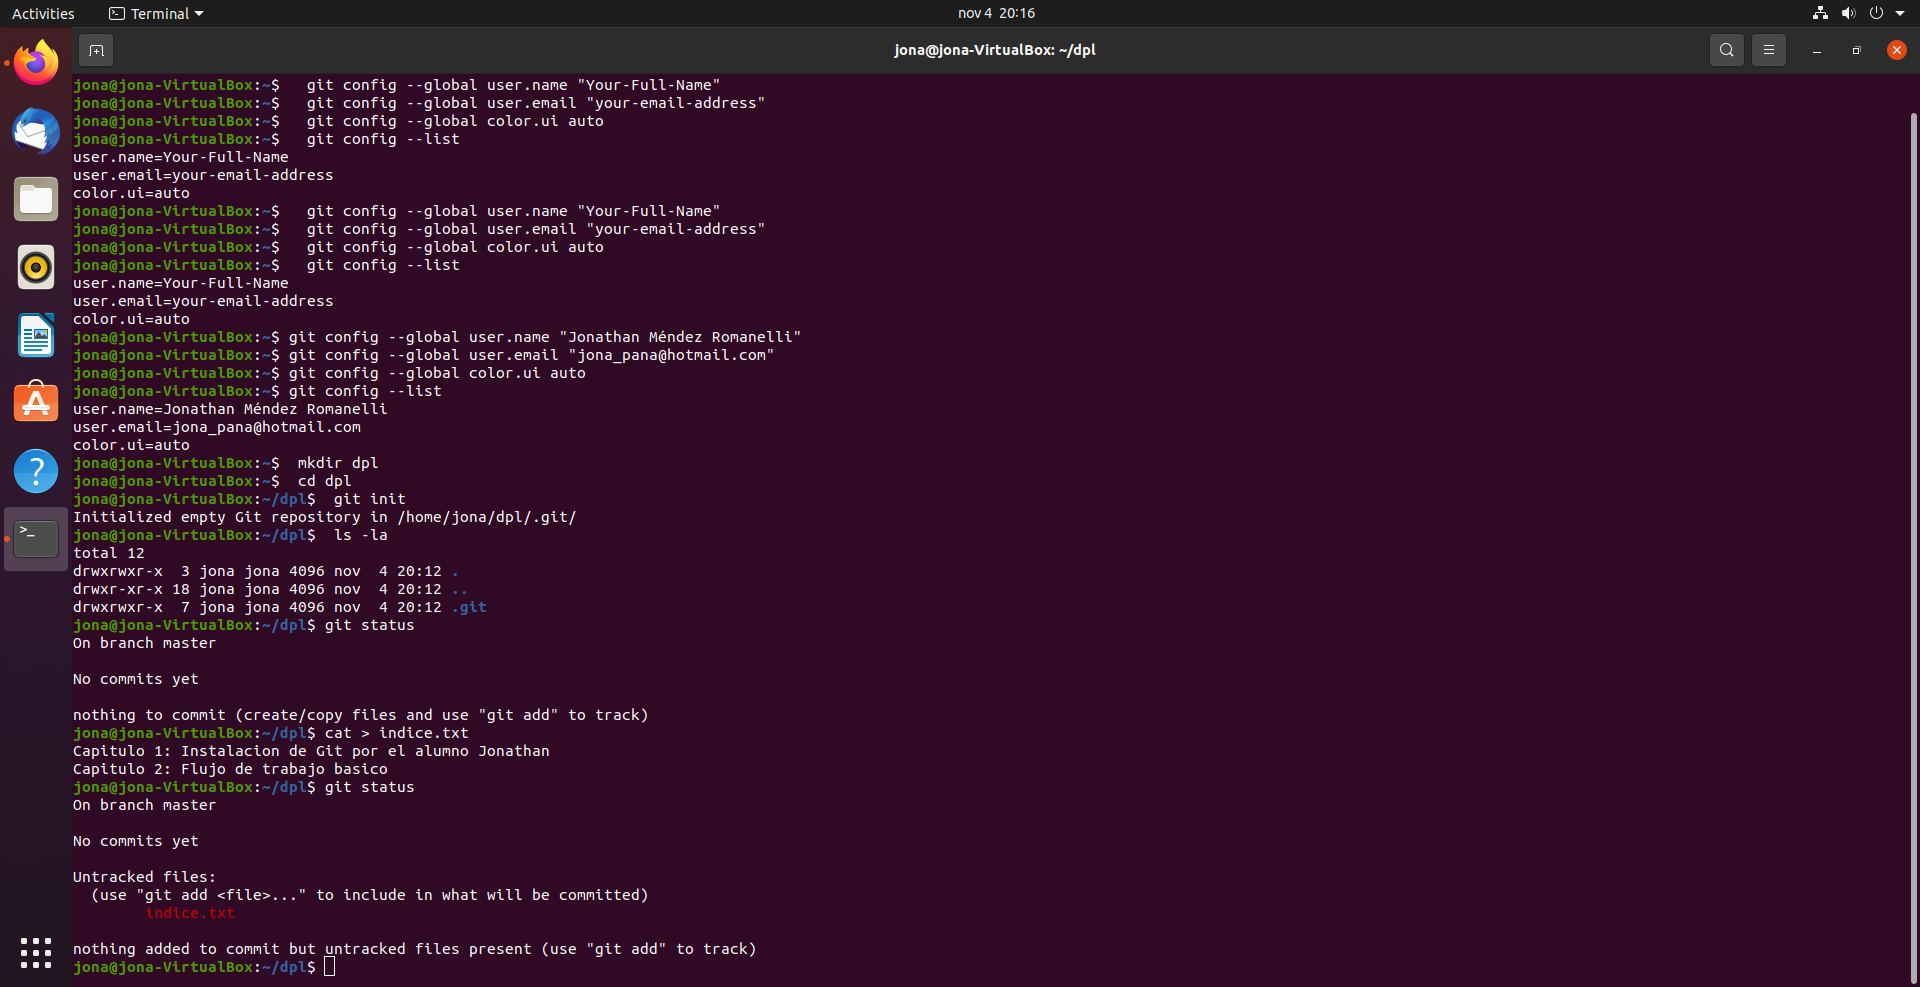 Activities
Terminal
nov 4 20:16
jona@jona-VirtualBox: ~/dpl
jona@jona-VirtualBox:~$   git config --global user.name "Your-Full-Name"
jona@jona-VirtualBox:~$   git config --global user.email "your-email-address"
jona@jona-VirtualBox:~$   git config --global color.ui auto
jona@jona-VirtualBox:~$   git config --list
user.name=Your-Full-Name
user.email=your-email-address
color.ui=auto
jona@jona-VirtualBox:~$   git config --global user.name "Your-Full-Name"
jona@jona-VirtualBox:~$   git config --global user.email "your-email-address"
jona@jona-VirtualBox:~$   git config --global color.ui auto
jona@jona-VirtualBox:~$   git config --list
user.name=Your-Full-Name
user.email=your-email-address
color.ui=auto
jona@jona-VirtualBox:~$ git config --global user.name "Jonathan Méndez Romanelli"
jona@jona-VirtualBox:~$ git config --global user.email "jona_pana@hotmail.com"
jona@jona-VirtualBox:~$ git config --global color.ui auto
jona@jona-VirtualBox:~$ git config --list
user.name=Jonathan Méndez Romanelli
user.email=jona_pana@hotmail.com
color.ui=auto
jona@jona-VirtualBox:~$  mkdir dpl
jona@jona-VirtualBox:~$  cd dpl
jona@jona-VirtualBox:~/dpl$  git init
Initialized empty Git repository in /home/jona/dpl/.git/
jona@jona-VirtualBox:~/dpl$  ls -la
total 12
drwxrwxr-x  3 jona jona 4096 nov  4 20:12 .
drwxr-xr-x 18 jona jona 4096 nov  4 20:12 ..
drwxrwxr-x  7 jona jona 4096 nov  4 20:12 .git
jona@jona-VirtualBox:~/dpl$ git status
On branch master
No commits yet
nothing to commit (create/copy files and use "git add" to track)
jona@jona-VirtualBox:~/dpl$ cat > indice.txt
Capitulo 1: Instalacion de Git por el alumno Jonathan
Capitulo 2: Flujo de trabajo basico
jona@jona-VirtualBox:~/dpl$ git status
On branch master
No commits yet
Untracked files:
  (use "git add <file>..." to include in what will be committed)
        indice.txt
nothing added to commit but untracked files present (use "git add" to track)
jona@jona-VirtualBox:~/dpl$